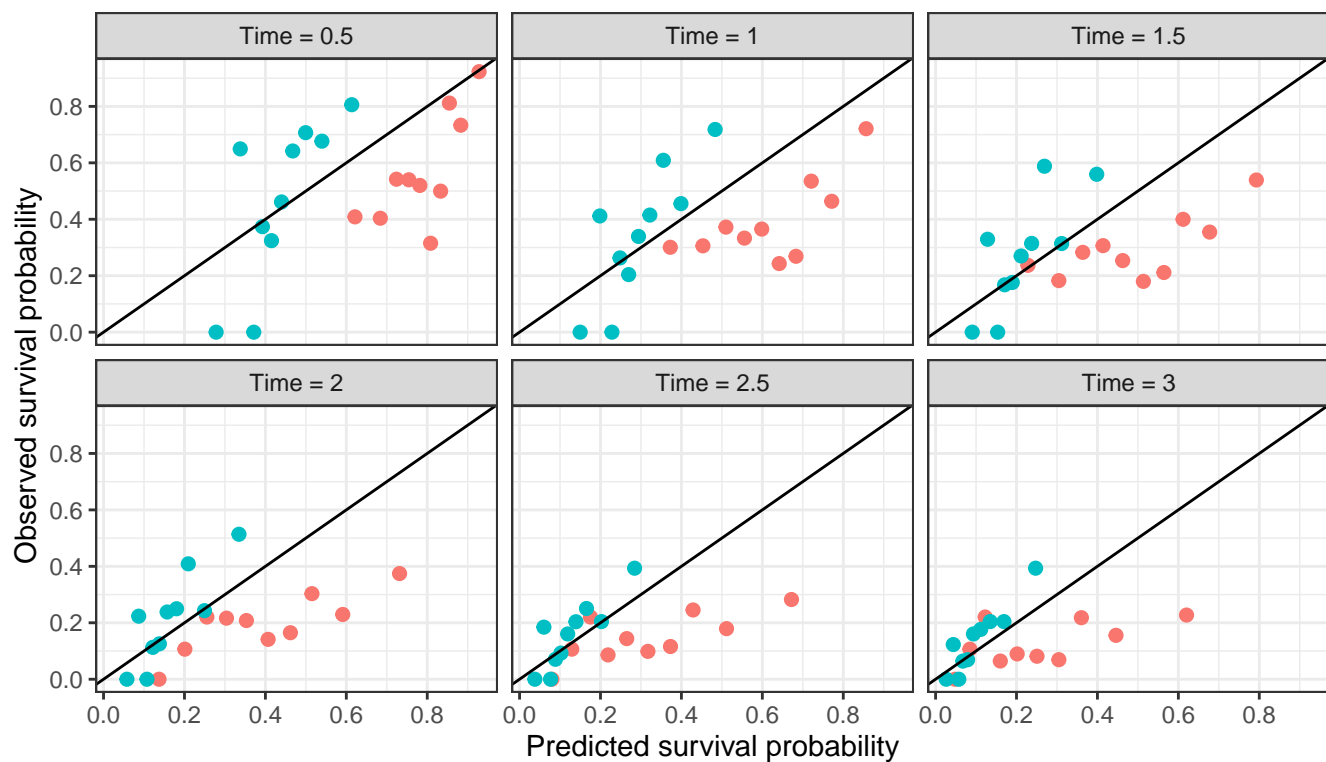 Time = 0.5
Time = 1
Time = 1.5
0.8
0.6
0.4
0.2
0.0
Time = 2
Time = 2.5
Time = 3
0.8
0.6
0.4
0.2
0.0
0.0 0.2 0.4 0.6 0.8
0.0 0.2 0.4 0.6 0.8
0.0 0.2 0.4 0.6 0.8
Observed survival probability
Predicted survival probability